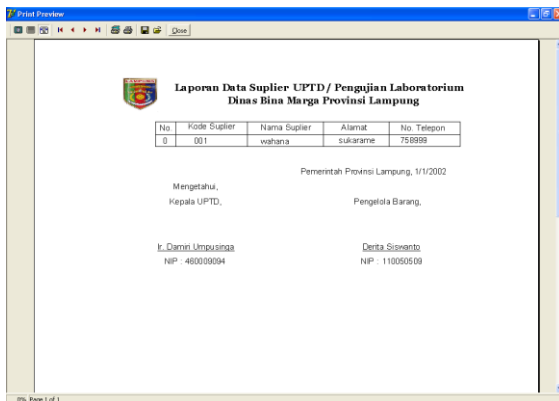 Print Preview
Close
LAMPUNG
Laporan Data Suplier UPTD / Pengujian Laboratorium
Dinas Bina Marga Provinsi Lampung
No. Kode Suplier Nama Suplier Alamat No. Telepon
0 001 wahana sukarame 758999
Pemerintah Provinsi Lampung, 1/1/2002
Mengetahui,
Kepala UPTD, Pengelola Barang,
Ir. Damiri Umpusinga Derita Siswanto
NIP : 460009094 NIP : 110050509
0% Page 1 of 1